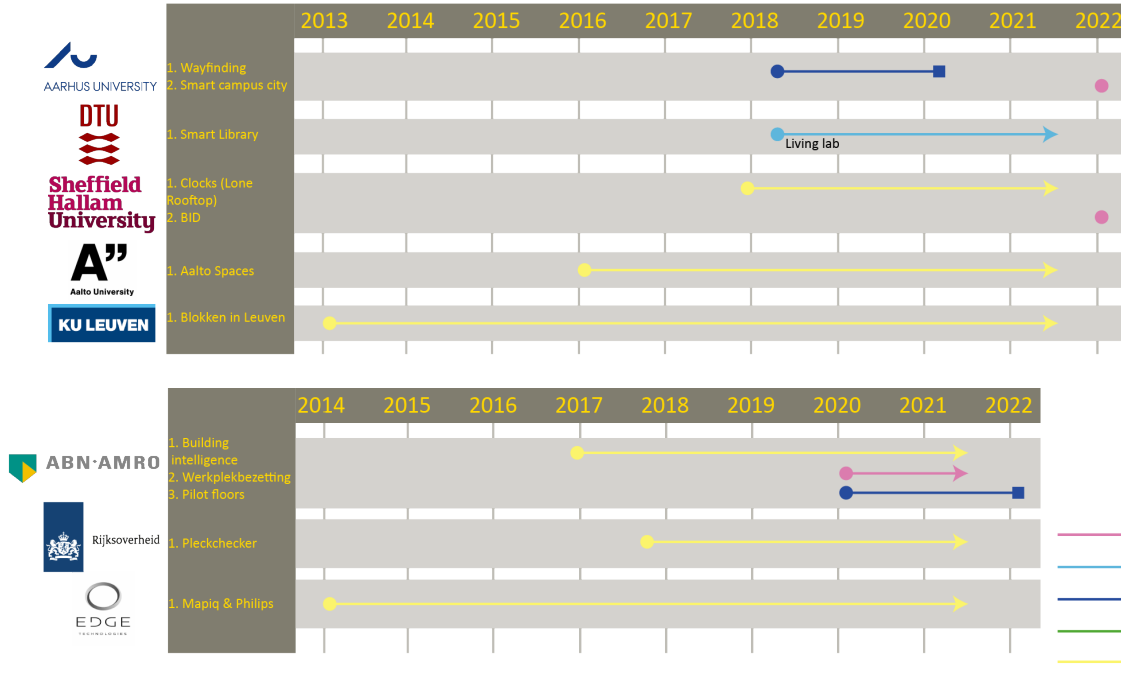 2013 2014 2015 2016 2017 2018 2019 2020 2021 2022
AARHUS UNIVERSITY
1. Wayfinding
2. Smart campus city
DTU
1. Smart Library
Living lab
Sheffield
Hallam
University
1. Clocks (Lone
Rooftop)
2. BID
A”
Aalto University
1. Aalto Spaces
KU LEUVEN
1. Blokken in Leuven
2014 2015 2016 2017 2018 2019 2020 2021 2022
ABN·AMRO
1. Building
intelligence
2. Werkplekbezetting
3. Pilot floors
Rijksoverheid
1. Pleckchecker
EDGE
TECHNOLOGIES
1. Mapiq & Philips